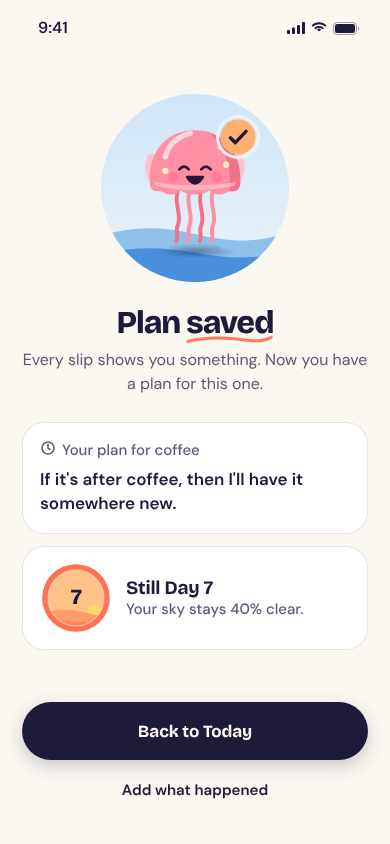 9:41
Plan saved
Every slip shows you something. Now you have
a plan for this one.
Your plan for coffee
If it's after coffee, then I'll have it
somewhere new.
7
Still Day 7
Your sky stays 40% clear.
Back to Today
Add what happened